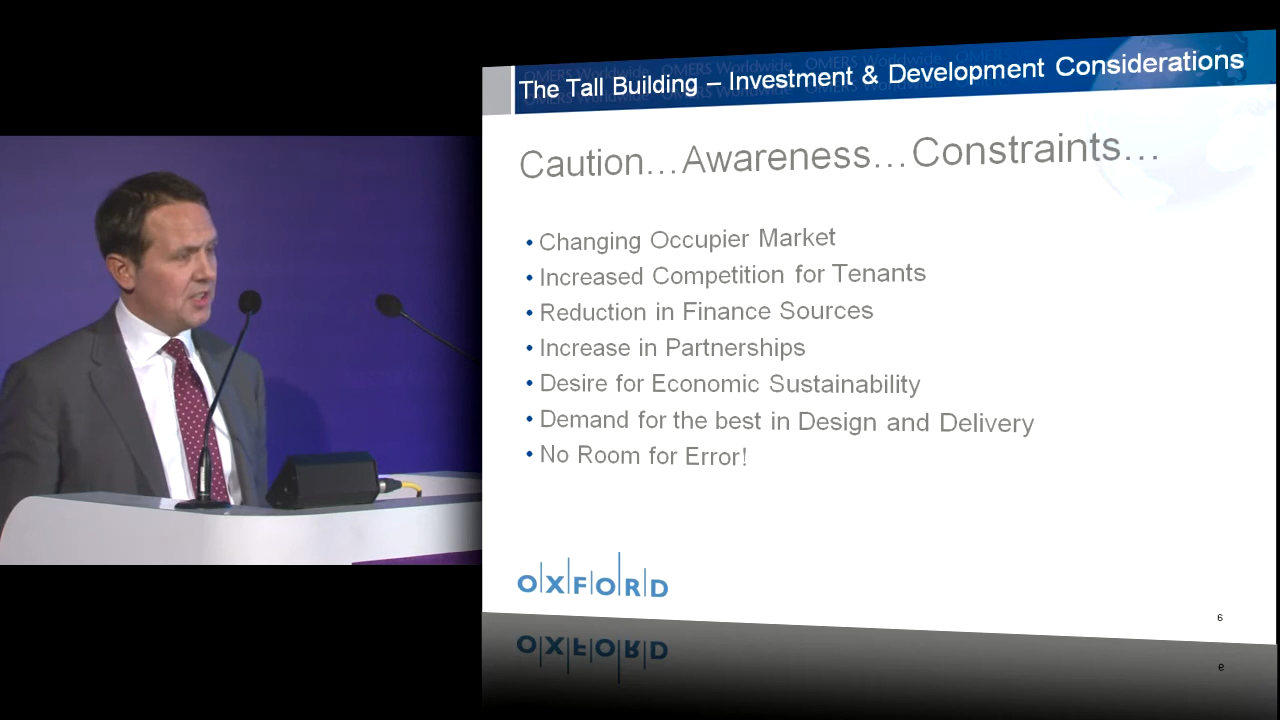 The Tall Building – Investment & Development Considerations
Caution…Awareness…Constraints…
• Changing Occupier Market
• Increased Competition for Tenants
• Reduction in Finance Sources
• Increase in Partnerships
• Desire for Economic Sustainability
• Demand for the best in Design and Delivery
• No Room for Error!
OXFORD
6